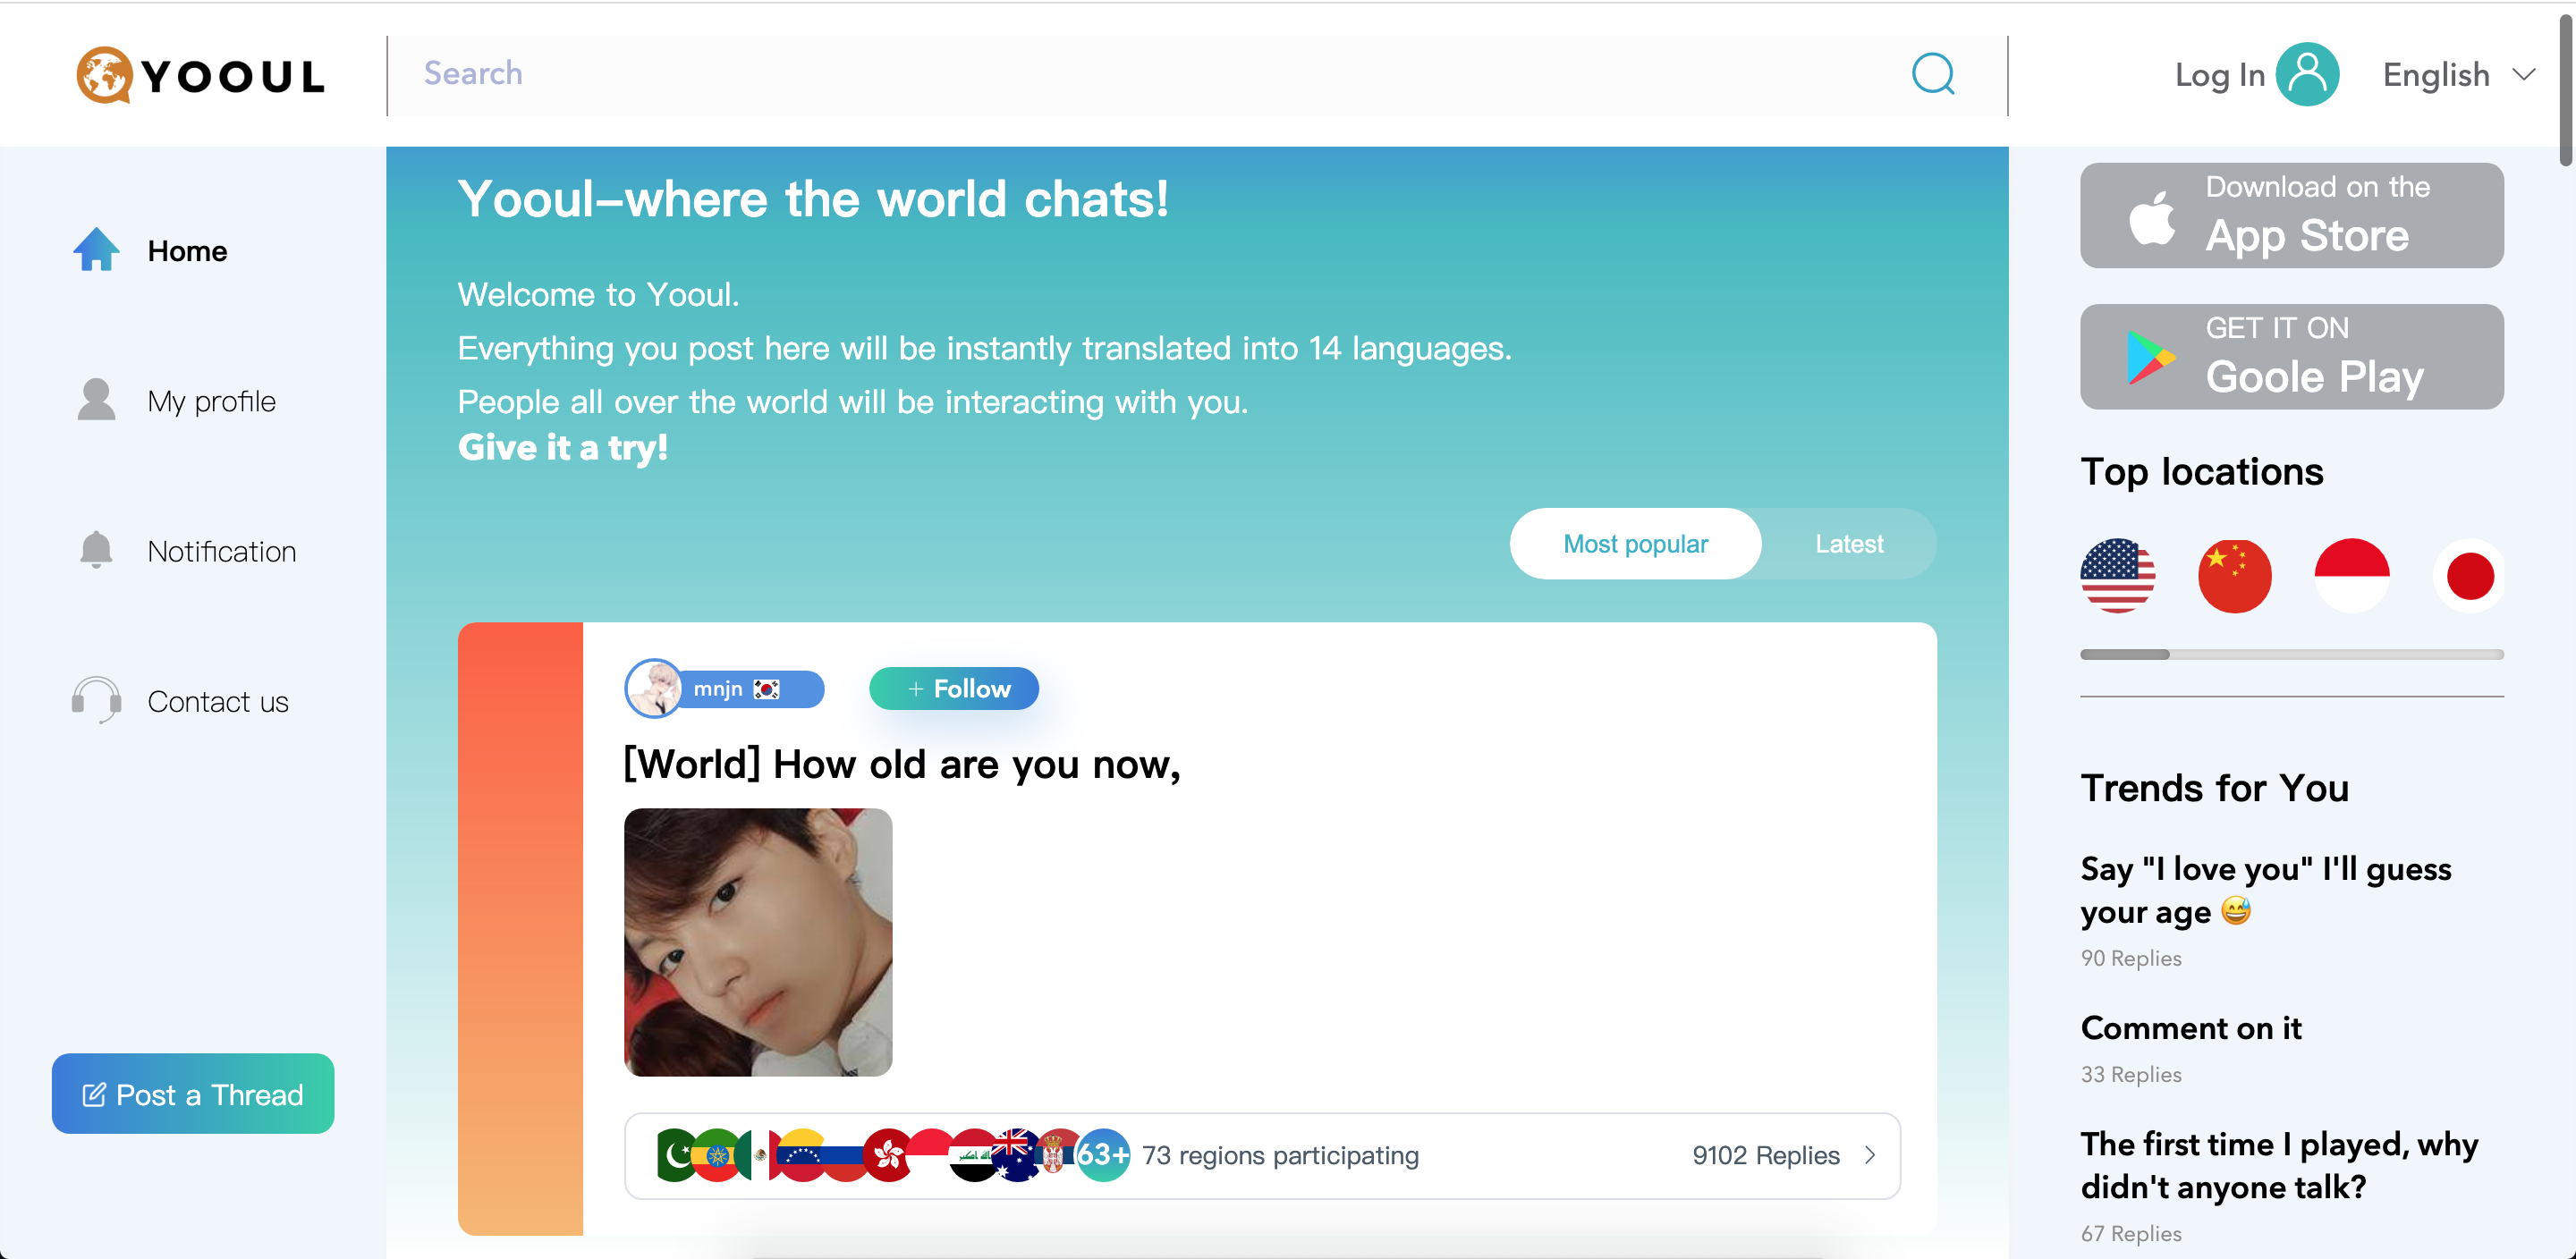 YOOUL
Search
Log In
English
Home
My profile
Notification
Contact us
Post a Thread
Yooul–where the world chats!
Welcome to Yooul.
Everything you post here will be instantly translated into 14 languages.
People all over the world will be interacting with you.
Give it a try!
Most popular
Latest
mnjn
+ Follow
[World] How old are you now,
63+
73 regions participating
9102 Replies
Download on the
App Store
GET IT ON
Goole Play
Top locations
Trends for You
Say "I love you" I'll guess
your age 😅
90 Replies
Comment on it
33 Replies
The first time I played, why
didn't anyone talk?
67 Replies